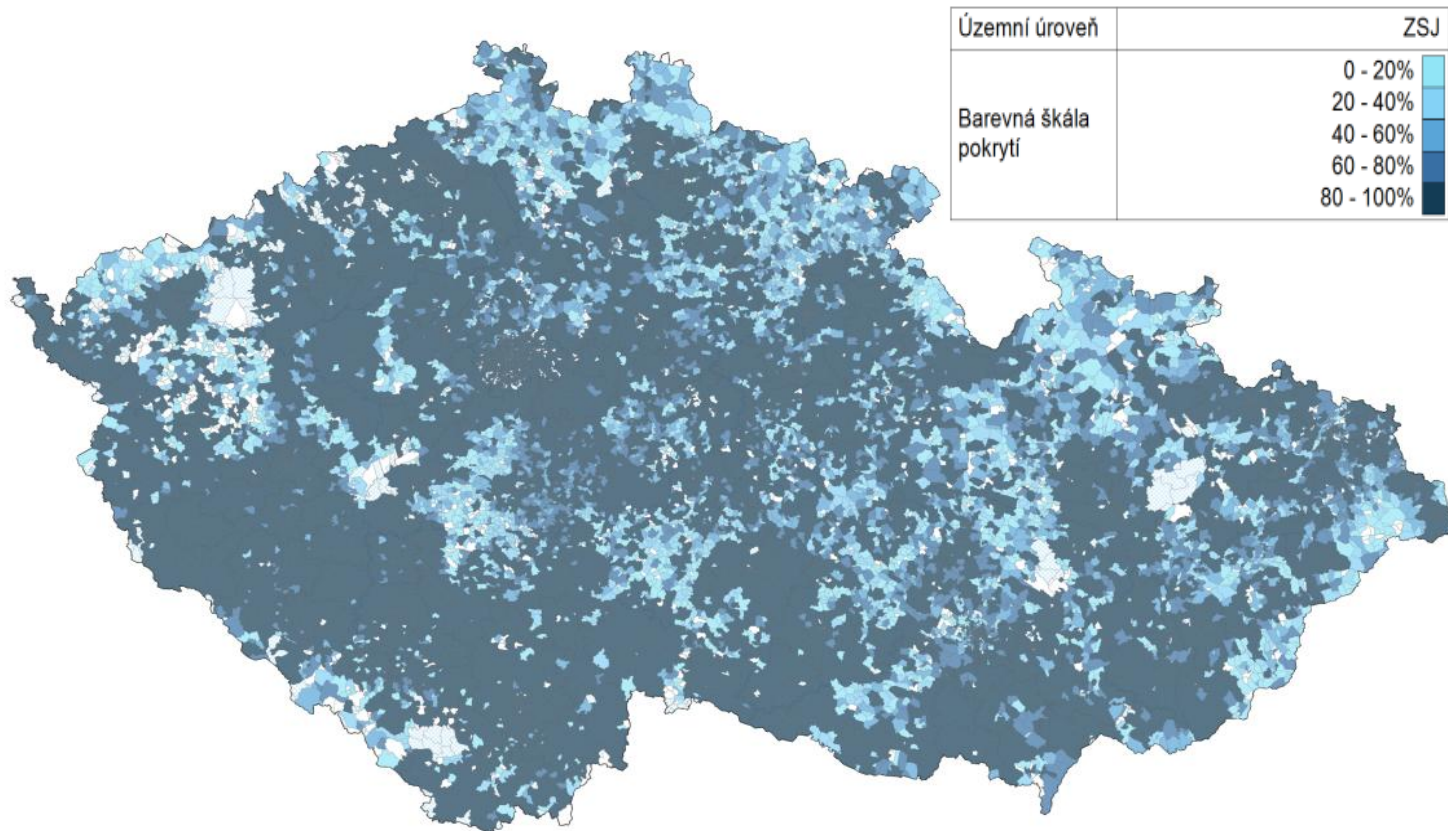 Územní úroveň ZSJ
Barevná škála
pokrytí
0 - 20%
20 - 40%
40 - 60%
60 - 80%
80 - 100%